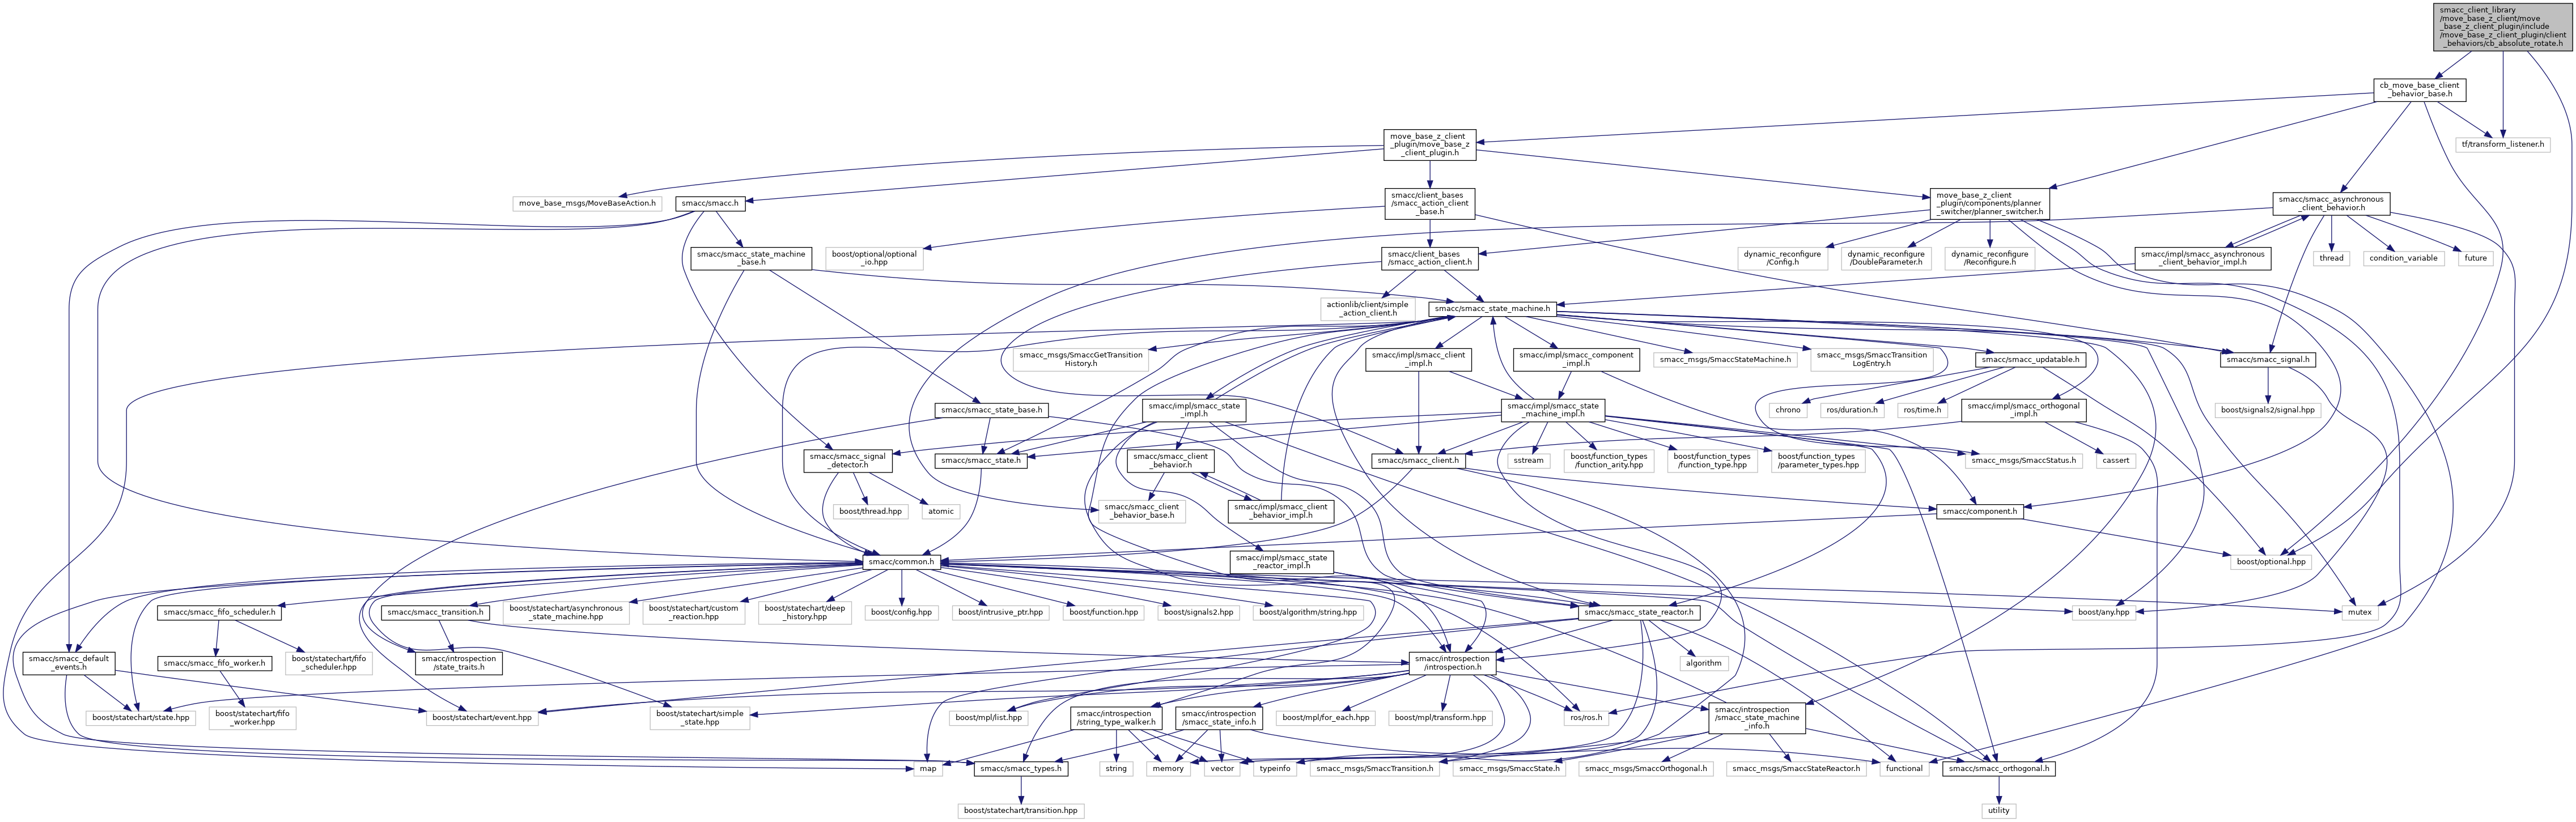 smacc_client_library
/move_base_z_client/move
_base_z_client_plugin/include
/move_base_z_client_plugin/client
_behaviors/cb_absolute_rotate.h
cb_move_base_client
_behavior_base.h
move_base_z_client
_plugin/move_base_z
_client_plugin.h
tf/transform_listener.h
move_base_msgs/MoveBaseAction.h
smacc/smacc.h
smacc/client_bases
/smacc_action_client
_base.h
move_base_z_client
_plugin/components/planner
_switcher/planner_switcher.h
smacc/smacc_asynchronous
_client_behavior.h
smacc/smacc_state_machine
_base.h
boost/optional/optional
_io.hpp
smacc/client_bases
/smacc_action_client.h
dynamic_reconfigure
/Config.h
dynamic_reconfigure
/DoubleParameter.h
dynamic_reconfigure
/Reconfigure.h
smacc/impl/smacc_asynchronous
_client_behavior_impl.h
thread
condition_variable
future
actionlib/client/simple
_action_client.h
smacc/smacc_state_machine.h
smacc_msgs/SmaccGetTransition
History.h
smacc/impl/smacc_client
_impl.h
smacc/impl/smacc_component
_impl.h
smacc_msgs/SmaccStateMachine.h
smacc_msgs/SmaccTransition
LogEntry.h
smacc/smacc_updatable.h
smacc/smacc_signal.h
smacc/smacc_state_base.h
smacc/impl/smacc_state
_impl.h
smacc/impl/smacc_state
_machine_impl.h
chrono
ros/duration.h
ros/time.h
smacc/impl/smacc_orthogonal
_impl.h
boost/signals2/signal.hpp
smacc/smacc_signal
_detector.h
smacc/smacc_state.h
smacc/smacc_client
_behavior.h
smacc/smacc_client.h
sstream
boost/function_types
/function_arity.hpp
boost/function_types
/function_type.hpp
boost/function_types
/parameter_types.hpp
smacc_msgs/SmaccStatus.h
cassert
boost/thread.hpp
atomic
smacc/smacc_client
_behavior_base.h
smacc/impl/smacc_client
_behavior_impl.h
smacc/component.h
smacc/common.h
smacc/impl/smacc_state
_reactor_impl.h
boost/optional.hpp
smacc/smacc_fifo_scheduler.h
smacc/smacc_transition.h
boost/statechart/asynchronous
_state_machine.hpp
boost/statechart/custom
_reaction.hpp
boost/statechart/deep
_history.hpp
boost/config.hpp
boost/intrusive_ptr.hpp
boost/function.hpp
boost/signals2.hpp
boost/algorithm/string.hpp
smacc/smacc_state_reactor.h
boost/any.hpp
mutex
smacc/smacc_default
_events.h
smacc/smacc_fifo_worker.h
boost/statechart/fifo
_scheduler.hpp
smacc/introspection
/state_traits.h
smacc/introspection
/introspection.h
algorithm
boost/statechart/state.hpp
boost/statechart/fifo
_worker.hpp
boost/statechart/event.hpp
boost/statechart/simple
_state.hpp
boost/mpl/list.hpp
smacc/introspection
/string_type_walker.h
smacc/introspection
/smacc_state_info.h
boost/mpl/for_each.hpp
boost/mpl/transform.hpp
ros/ros.h
smacc/introspection
/smacc_state_machine
_info.h
map
smacc/smacc_types.h
string
memory
vector
typeinfo
smacc_msgs/SmaccTransition.h
smacc_msgs/SmaccState.h
smacc_msgs/SmaccOrthogonal.h
smacc_msgs/SmaccStateReactor.h
functional
smacc/smacc_orthogonal.h
boost/statechart/transition.hpp
utility